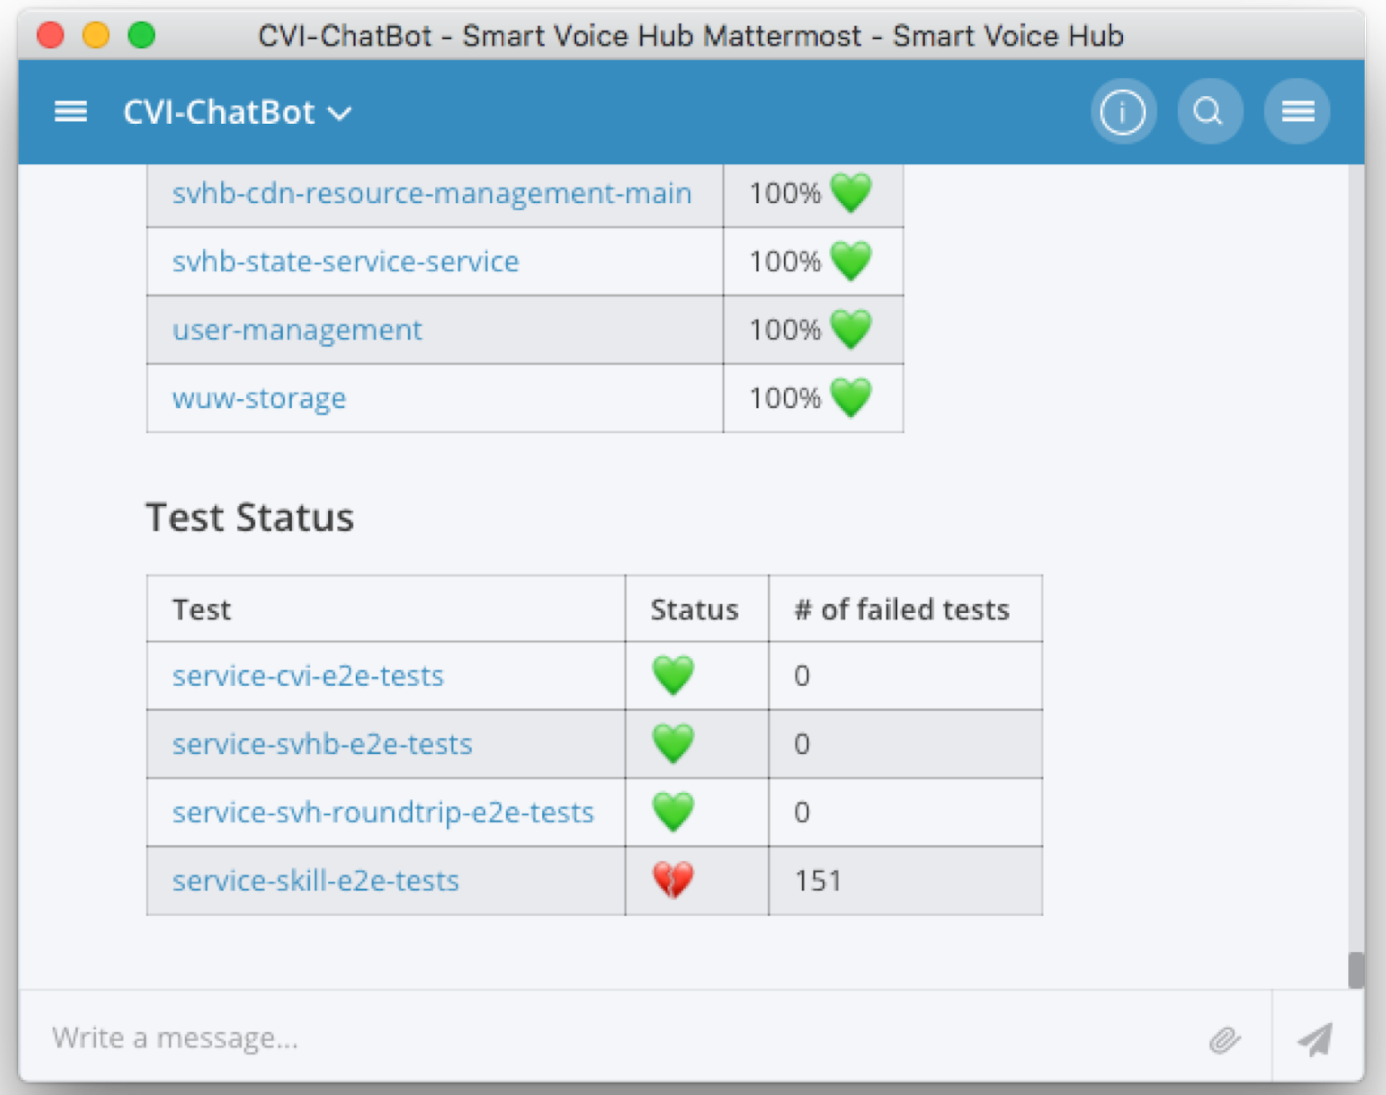 CVI-ChatBot - Smart Voice Hub Mattermost - Smart Voice Hub
CVI-ChatBot
svhb-cdn-resource-management-main 100%
svhb-state-service-service 100%
user-management 100%
wuw-storage 100%
Test Status
Test Status # of failed tests
service-cvi-e2e-tests 0
service-svhb-e2e-tests 0
service-svh-roundtrip-e2e-tests 0
service-skill-e2e-tests 151
Write a message...